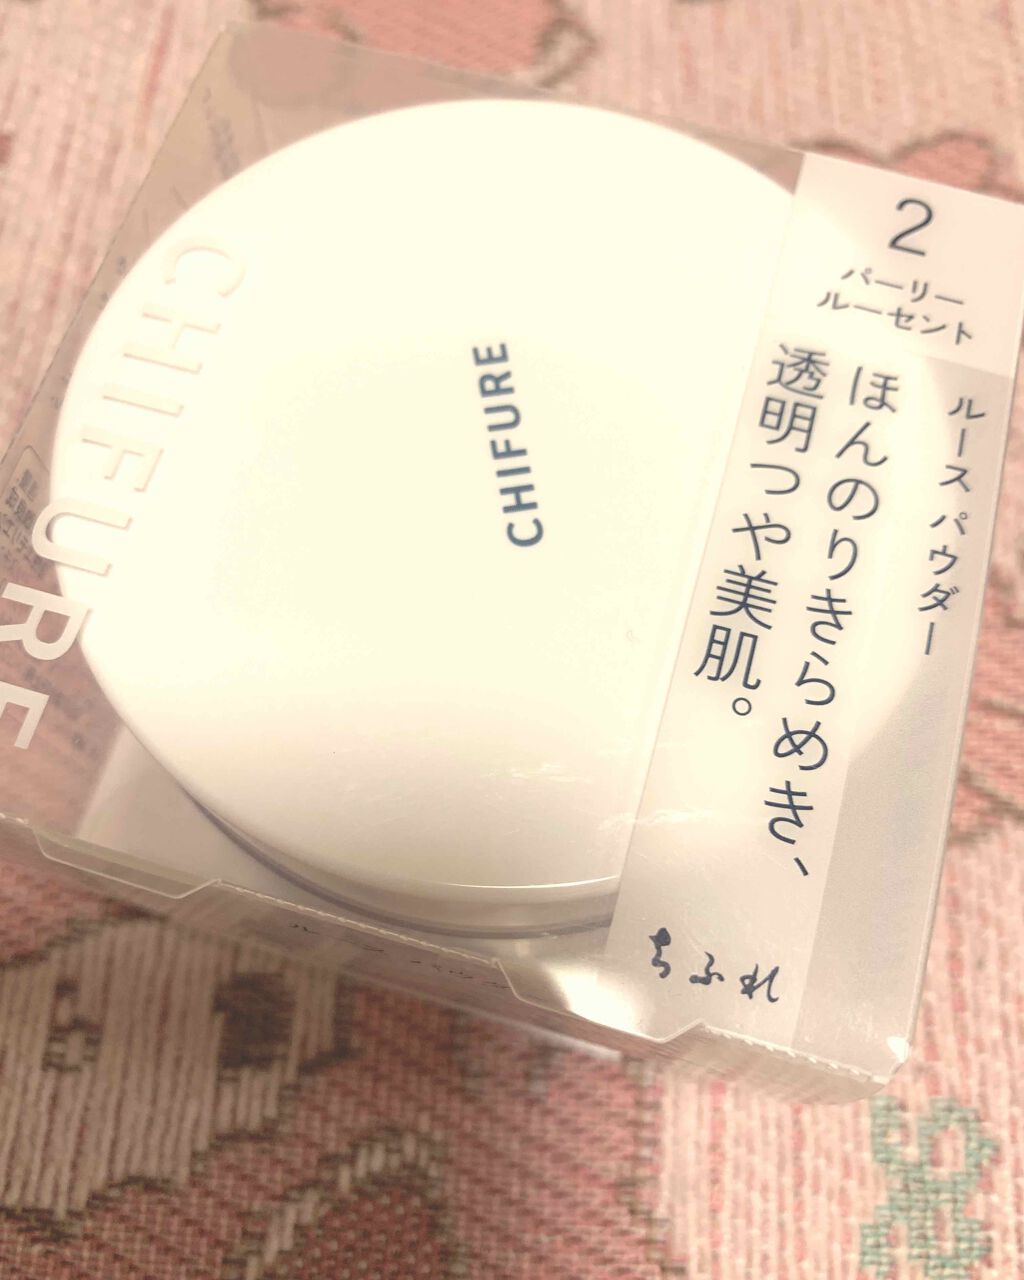 2
パーリー
ルーセント
ルースパウダー
ほんのりきらめき、
透明つや美肌。
ちふれ
CHIFURE
CHIFURE